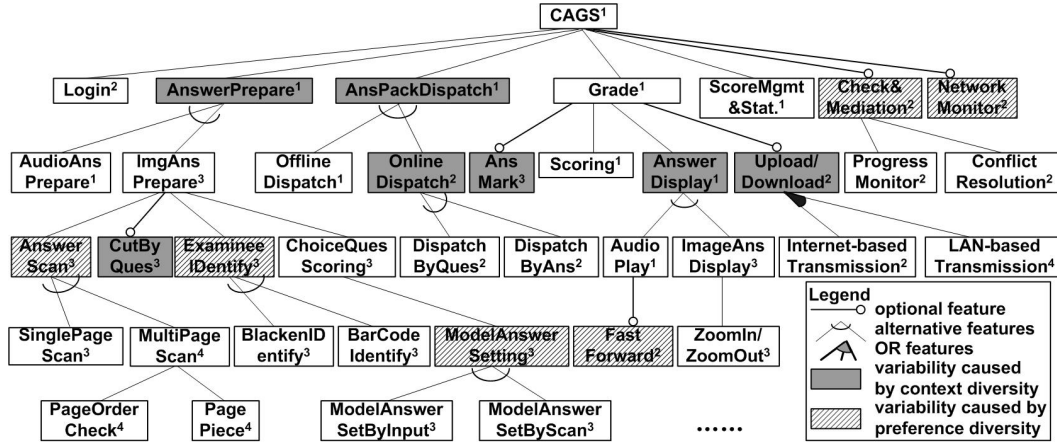 CAGS¹
Login²
AnswerPrepare¹
AnsPackDispatch¹
Grade¹
ScoreMgmt
&Stat.¹
Check&
Mediation²
Network
Monitor²
AudioAns
Prepare¹
ImgAns
Prepare³
Offline
Dispatch¹
Online
Dispatch²
Ans
Mark³
Scoring¹
Answer
Display¹
Upload/
Download²
Progress
Monitor²
Conflict
Resolution²
Answer
Scan³
CutBy
Ques³
Examinee
IDentify³
ChoiceQues
Scoring³
Dispatch
ByQues²
Dispatch
ByAns²
Audio
Play¹
ImageAns
Display³
Internet-based
Transmission²
LAN-based
Transmission⁴
SinglePage
Scan³
MultiPage
Scan⁴
BlackenID
entify³
BarCode
Identify³
ModelAnswer
Setting³
Fast
Forward²
ZoomIn/
ZoomOut³
PageOrder
Check⁴
Page
Piece⁴
ModelAnswer
SetByInput³
ModelAnswer
SetByScan³
......
Legend
optional feature
alternative features
OR features
variability caused
by context diversity
variability caused by
preference diversity